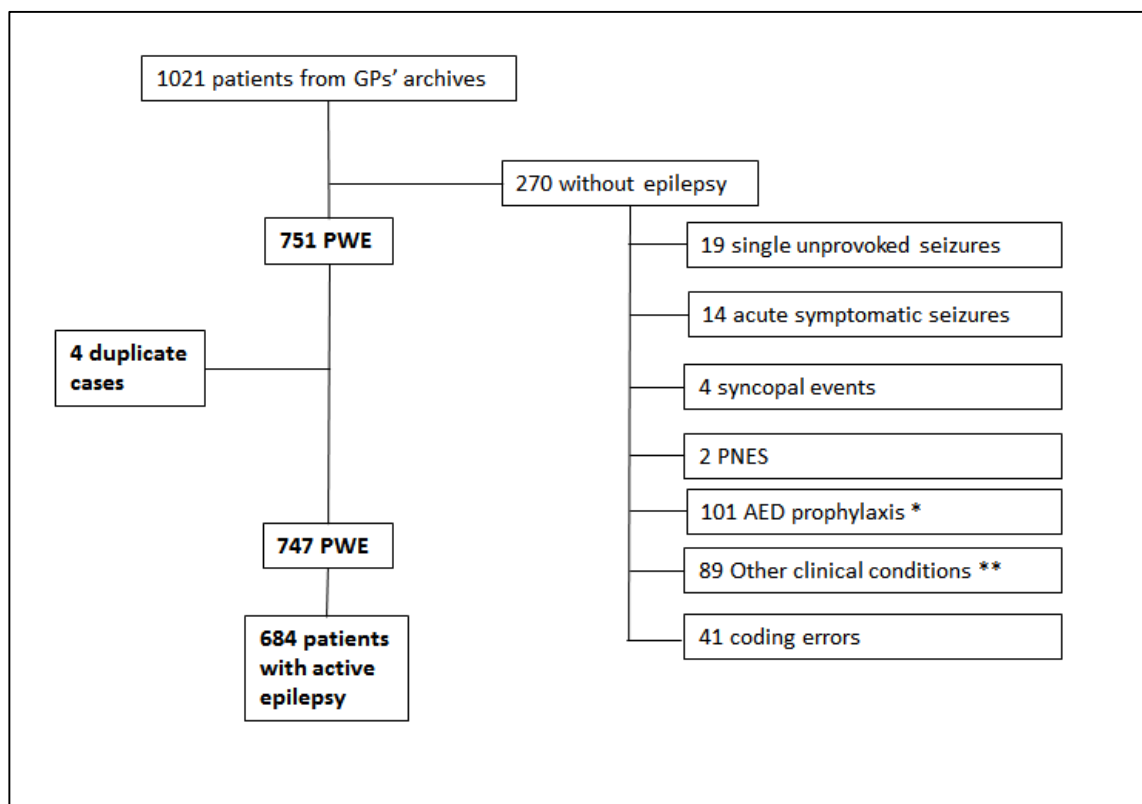 1021 patients from GPs’ archives
270 without epilepsy
751 PWE
19 single unprovoked seizures
14 acute symptomatic seizures
4 duplicate
cases
4 syncopal events
2 PNES
101 AED prophylaxis *
747 PWE
89 Other clinical conditions **
684 patients
with active
epilepsy
41 coding errors